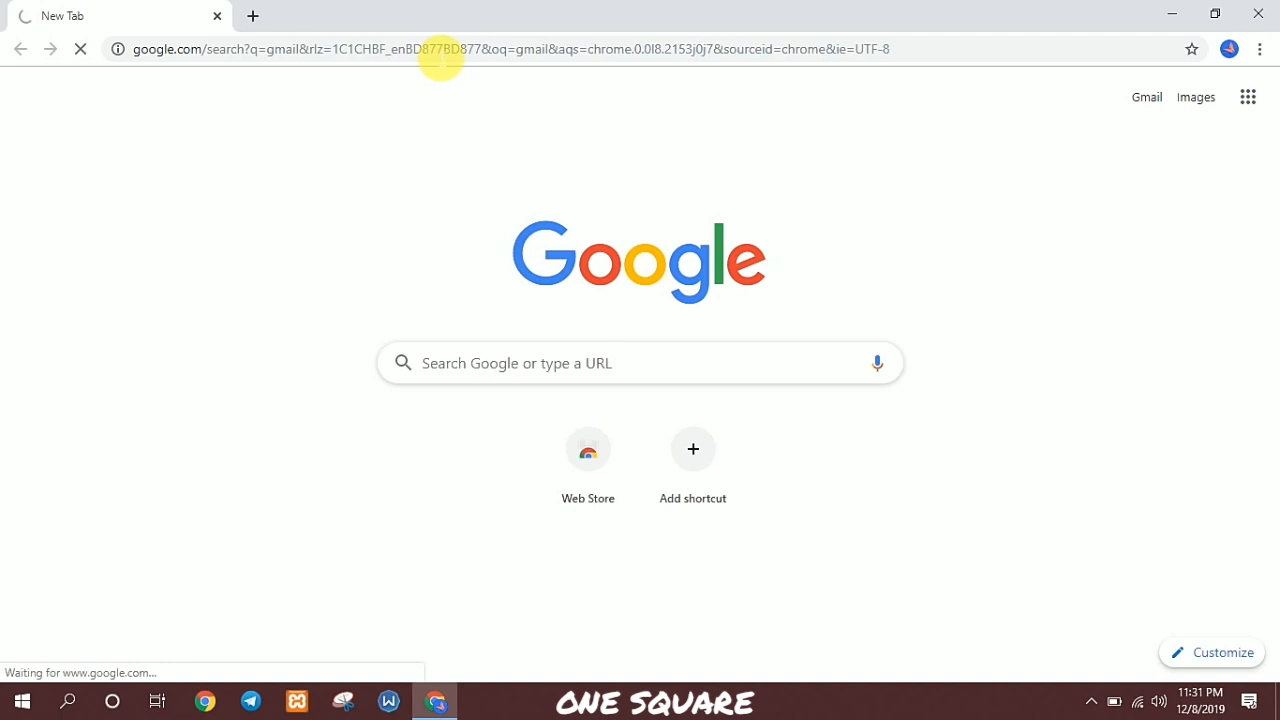 New Tab
google.com/search?q=gmail&rlz=1C1CHBF_enBD877BD877&oq=gmail&aqs=chrome.0.0l8.2153j0j7&sourceid=chrome&ie=UTF-8
Gmail Images
Google
Search Google or type a URL
Web Store Add shortcut
Customize
Waiting for www.google.com...
ONE SQUARE
11:31 PM
12/8/2019